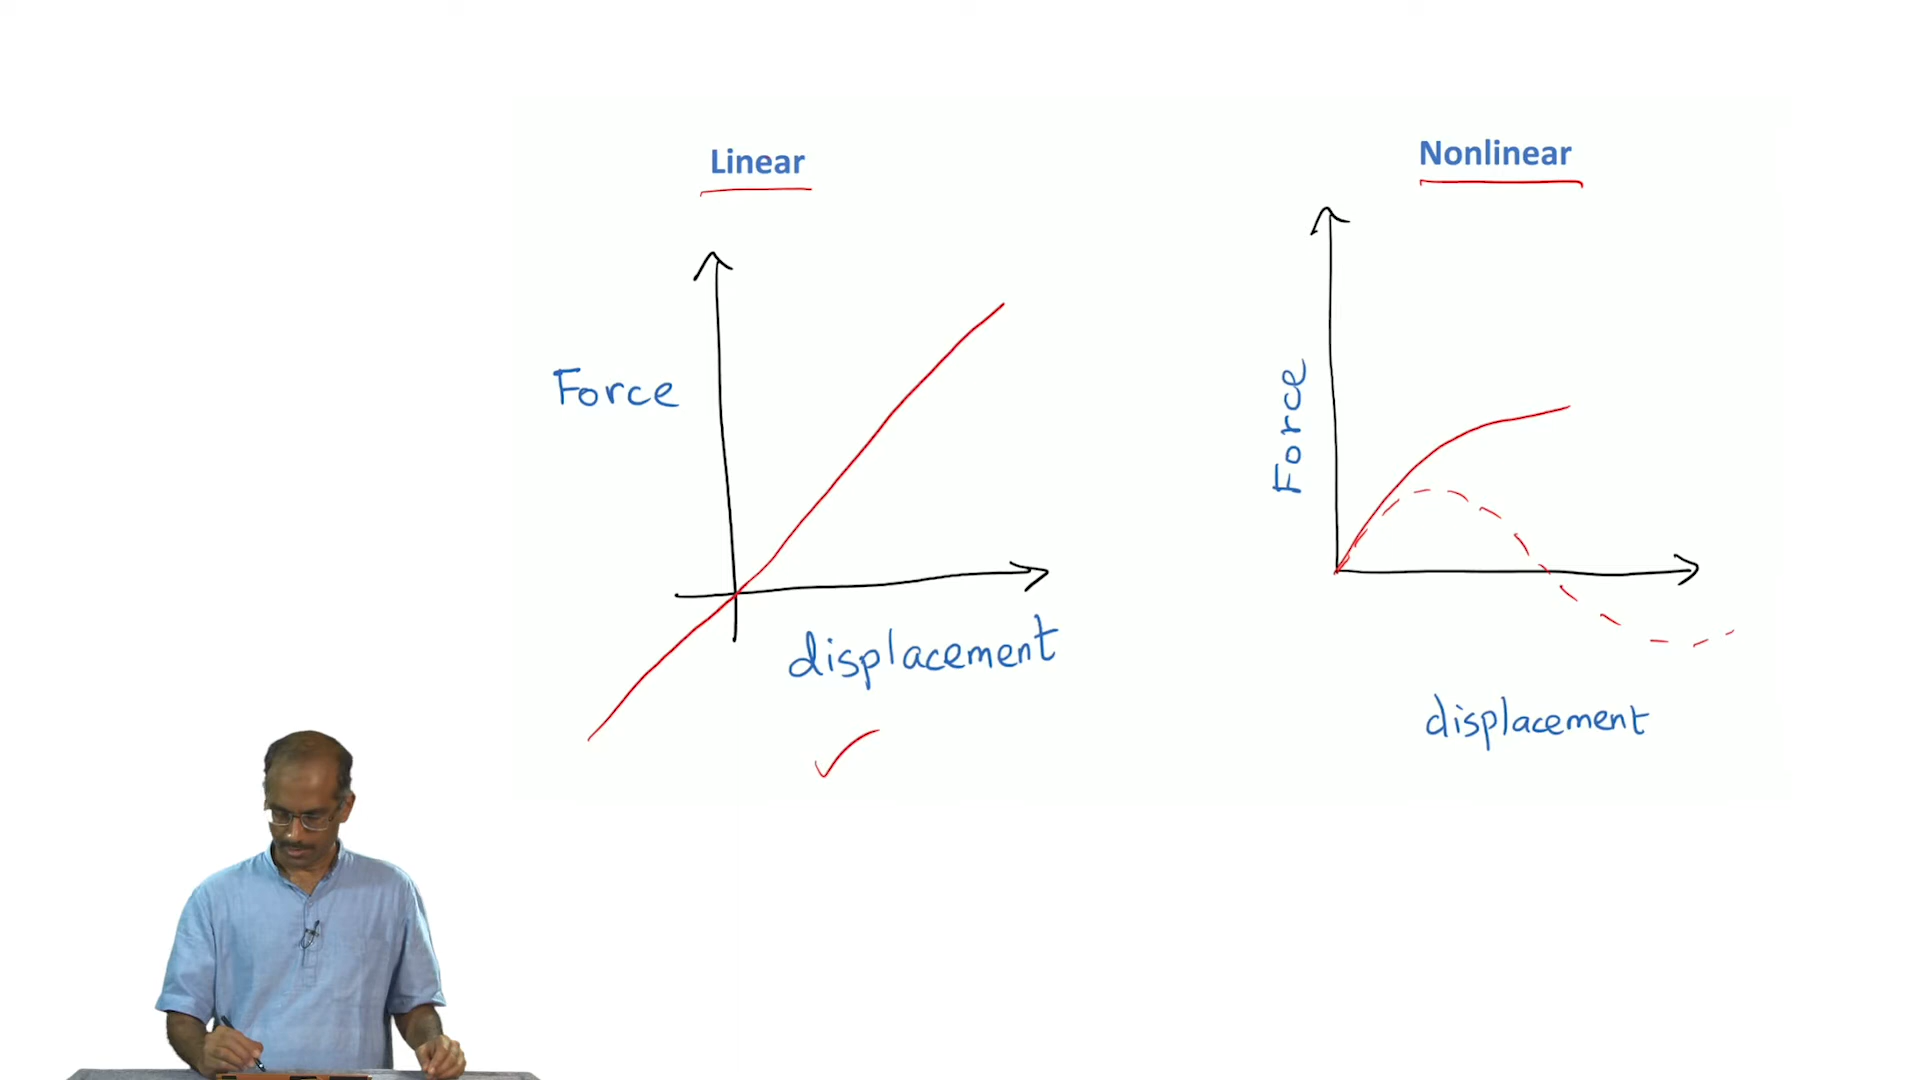 Linear
Force
displacement
Nonlinear
Force
displacement